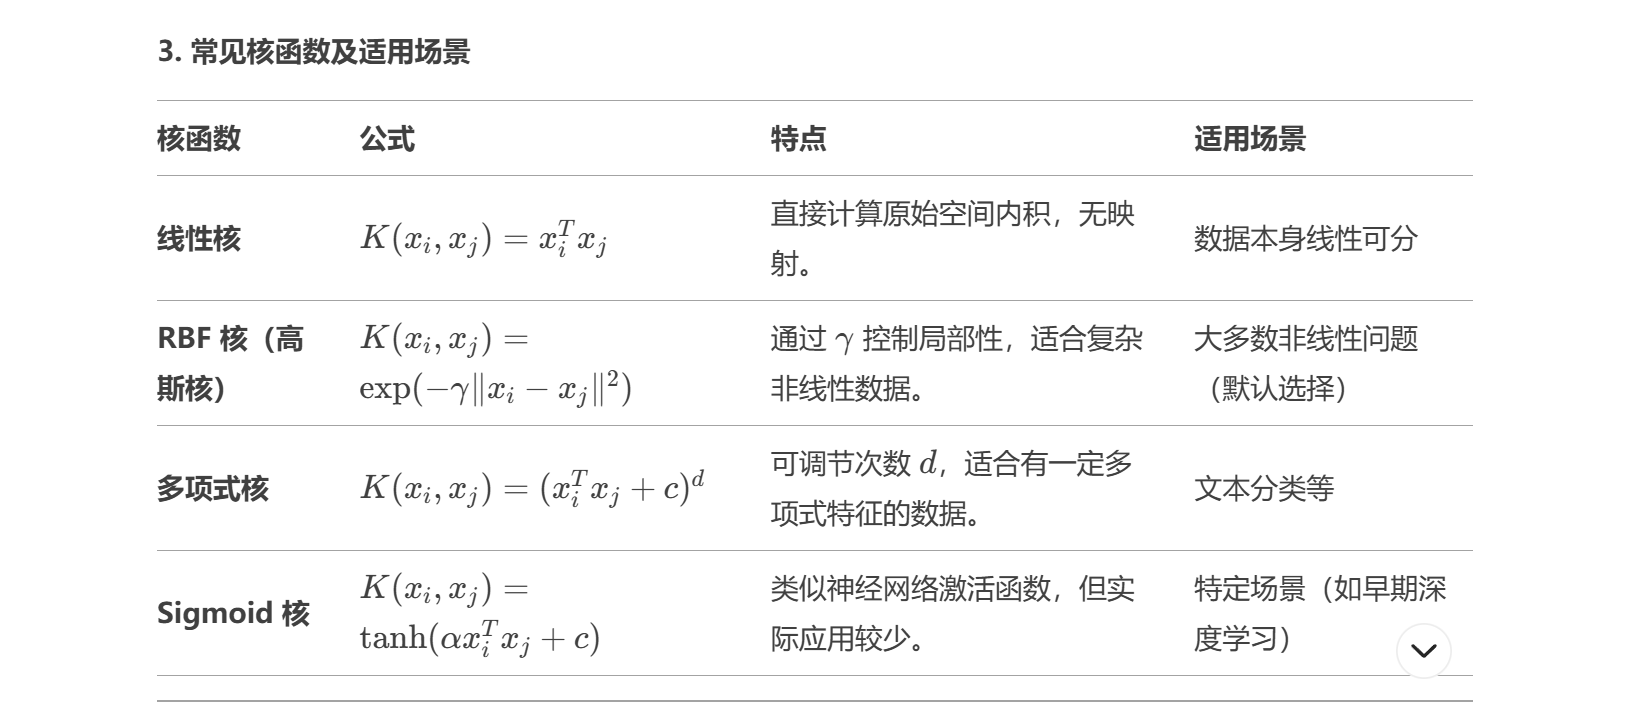 3. 常见核函数及适用场景
核函数 公式 特点 适用场景
线性核 K(x_i, x_j) = x_i^T x_j 直接计算原始空间内积，无映
射。 数据本身线性可分
RBF 核（高 K(x_i, x_j) = 通过 γ 控制局部性，适合复杂 大多数非线性问题
斯核） exp(−γ‖x_i − x_j‖^2) 非线性数据。 （默认选择）
多项式核 K(x_i, x_j) = (x_i^T x_j + c)^d 可调节次数 d，适合有一定多
项式特征的数据。 文本分类等
Sigmoid 核 K(x_i, x_j) = 类似神经网络激活函数，但实 特定场景（如早期深
tanh(αx_i^T x_j + c) 际应用较少。 度学习）